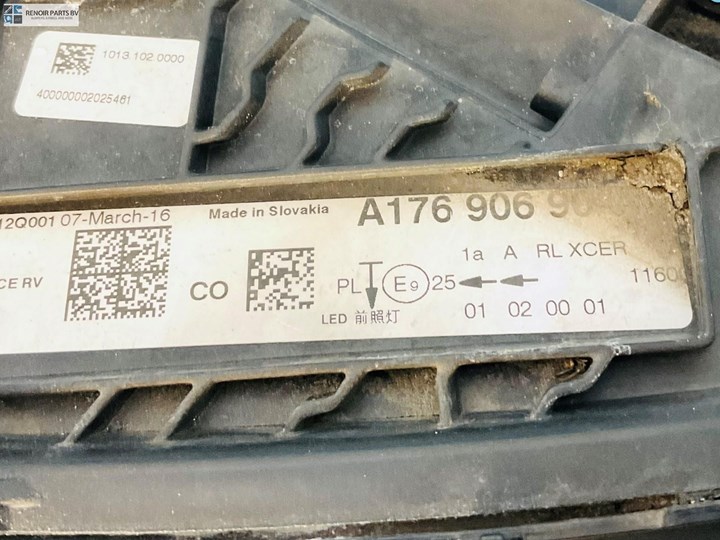 RENOIR PARTS BV
1013.102.0000
400000002025461
12Q001 07-March-16 Made in Slovakia A176 906
1a A RL XCER
CE RV CO PL E9 25 1160
01 02 00 01
LED 前照灯